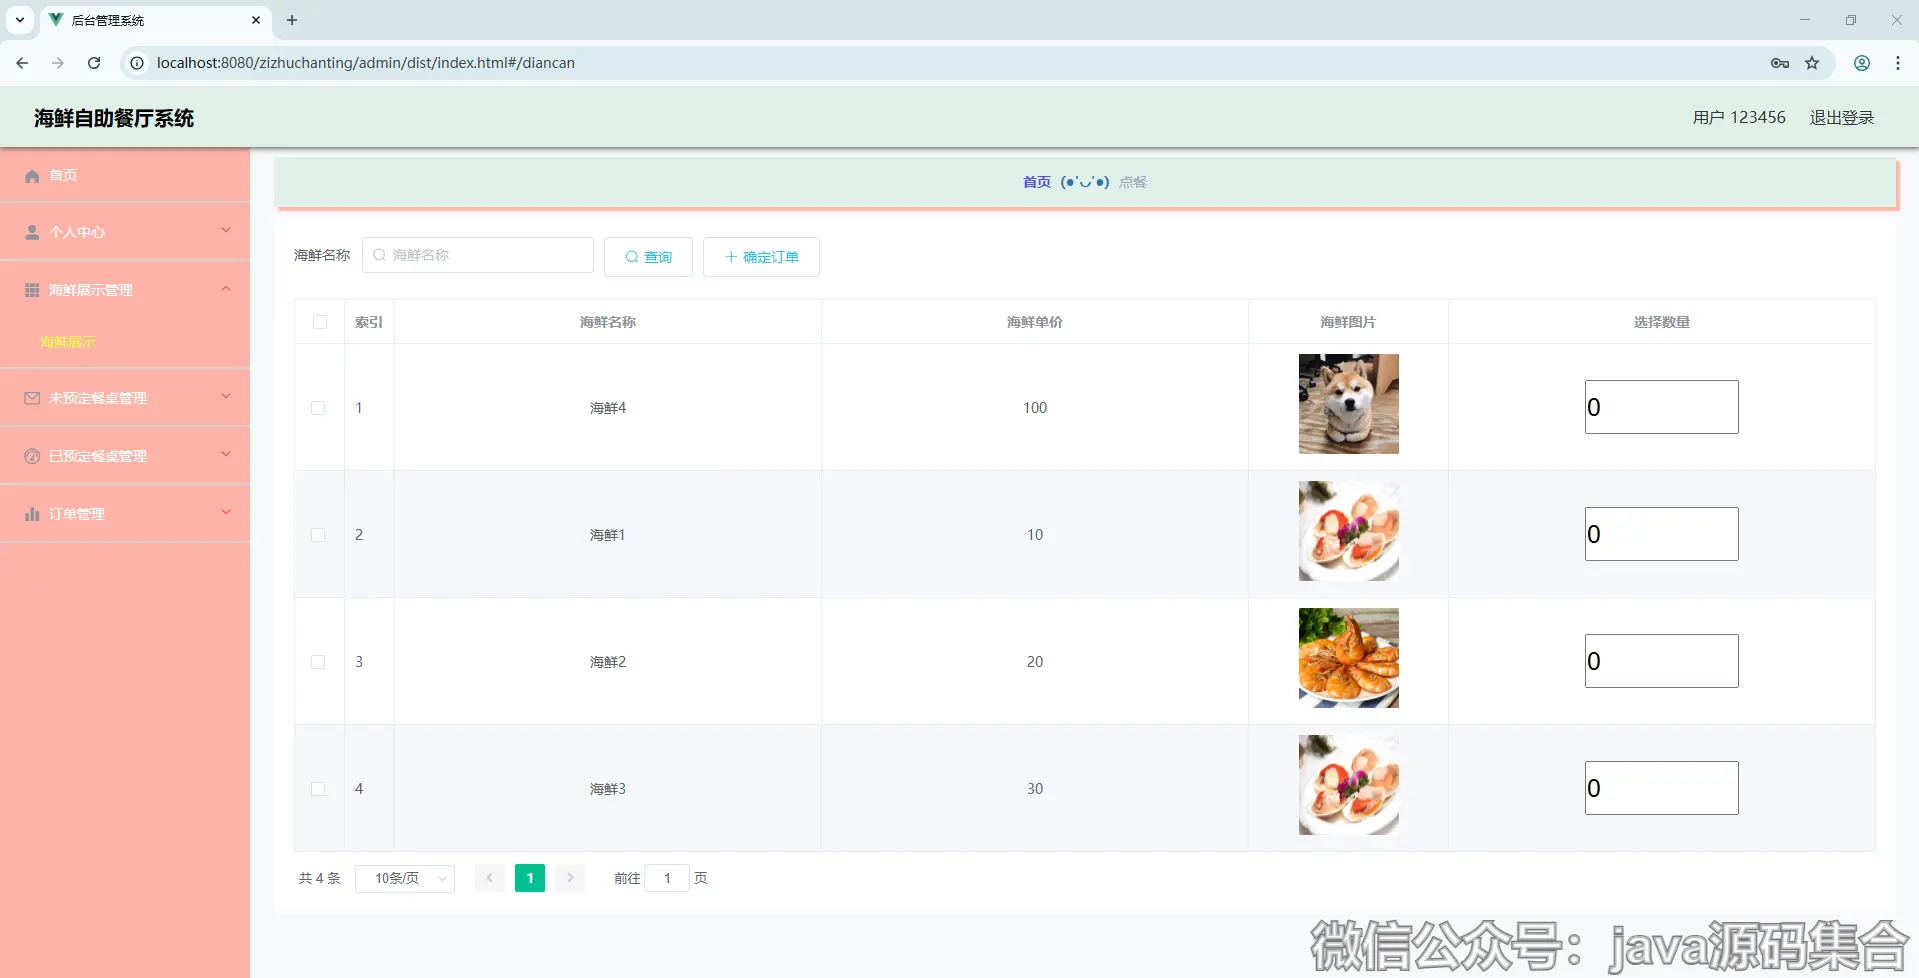 后台管理系统
localhost:8080/zizhuchanting/admin/dist/index.html#/diancan
海鲜自助餐厅系统
用户 123456
退出登录
首页
个人中心
海鲜展示管理
海鲜展示
未预定餐桌管理
已预定餐桌管理
订单管理
首页 (●'◡'●) 点餐
海鲜名称 海鲜名称 查询 确定订单
索引 海鲜名称 海鲜单价 海鲜图片 选择数量
1 海鲜4 100 0
2 海鲜1 10 0
3 海鲜2 20 0
4 海鲜3 30 0
共 4 条 10条/页 1 前往 1 页
微信公众号：java源码集合